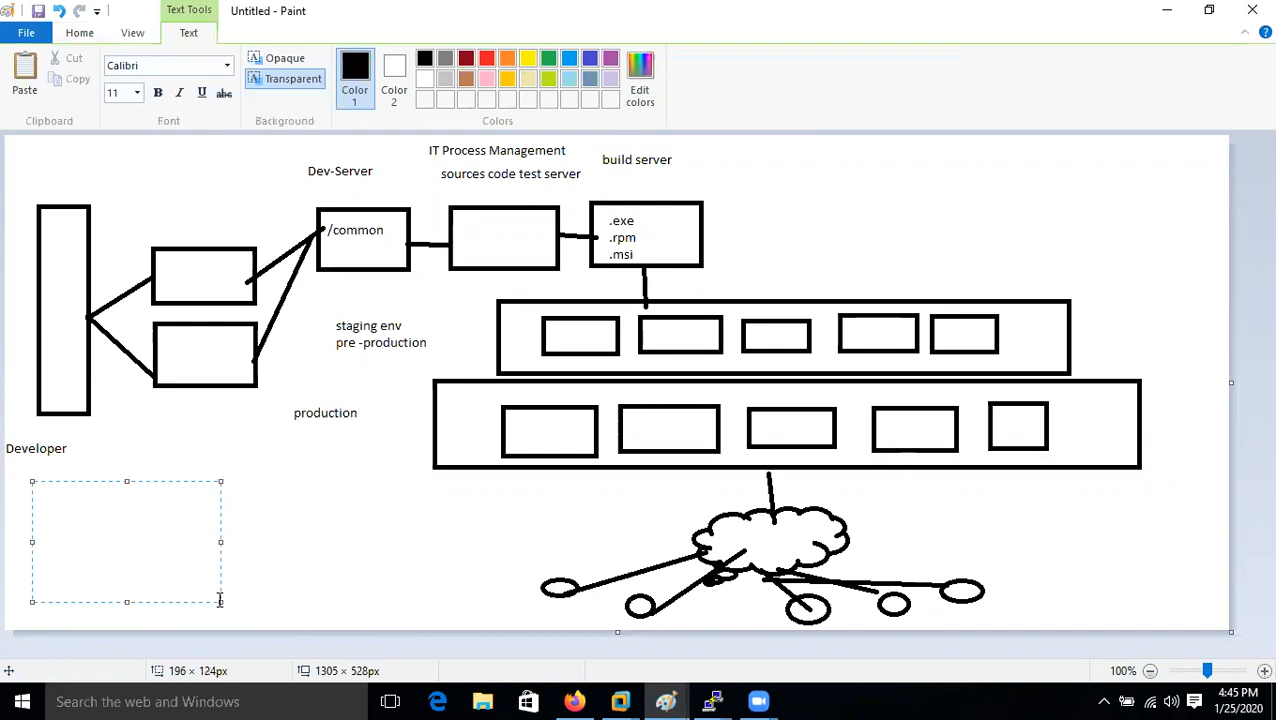 Text Tools
Untitled - Paint
File
Home
View
Text
Paste
Cut
Copy
Clipboard
Calibri
11
B
I
U
abc
Font
Opaque
Transparent
Background
Color
1
Color
2
Edit
colors
Colors
IT Process Management
build server
Dev-Server
sources code test server
/common
.exe
.rpm
.msi
staging env
pre -production
production
Developer
196 × 124px
1305 × 528px
100%
Search the web and Windows
4:45 PM
1/25/2020